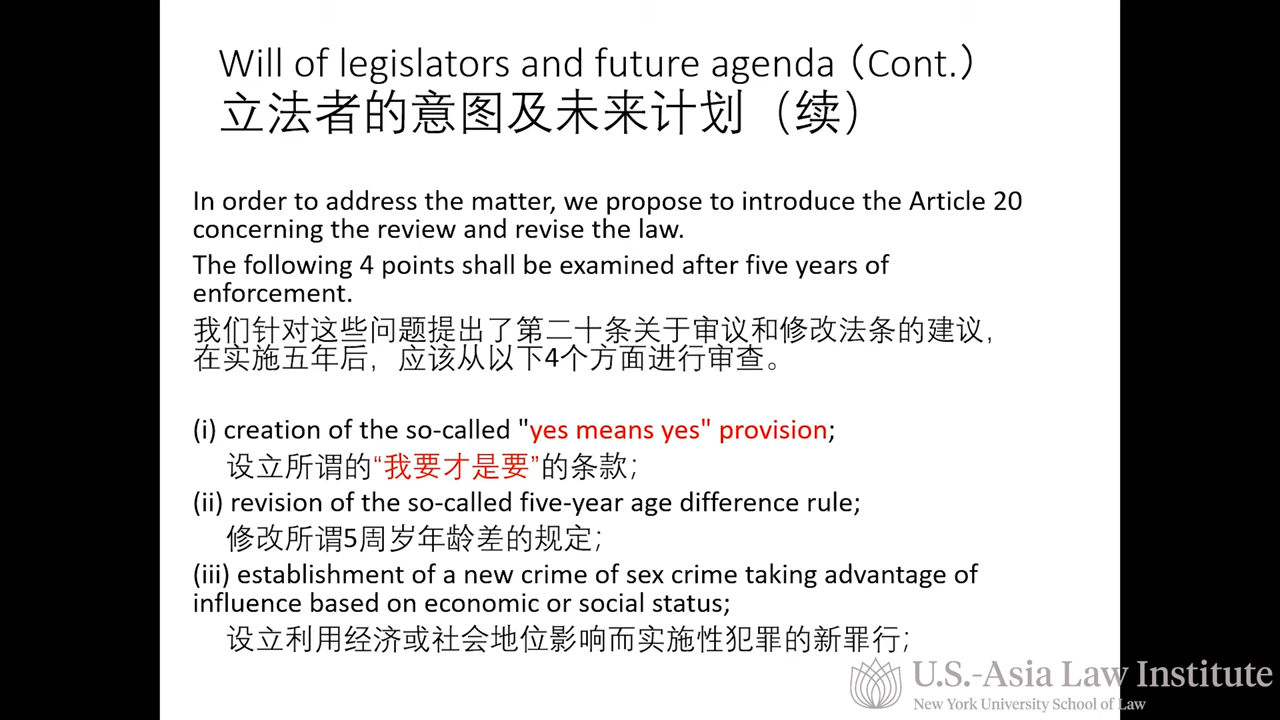 Will of legislators and future agenda（Cont.）
立法者的意图及未来计划（续）
In order to address the matter, we propose to introduce the Article 20
concerning the review and revise the law.
The following 4 points shall be examined after five years of
enforcement.
我们针对这些问题提出了第二十条关于审议和修改法条的建议，
在实施五年后，应该从以下4个方面进行审查。
(i) creation of the so-called "yes means yes" provision;
设立所谓的“我要才是要”的条款；
(ii) revision of the so-called five-year age difference rule;
修改所谓5周岁年龄差的规定；
(iii) establishment of a new crime of sex crime taking advantage of
influence based on economic or social status;
设立利用经济或社会地位影响而实施性犯罪的新罪行；
U.S.-Asia Law Institute
New York University School of Law